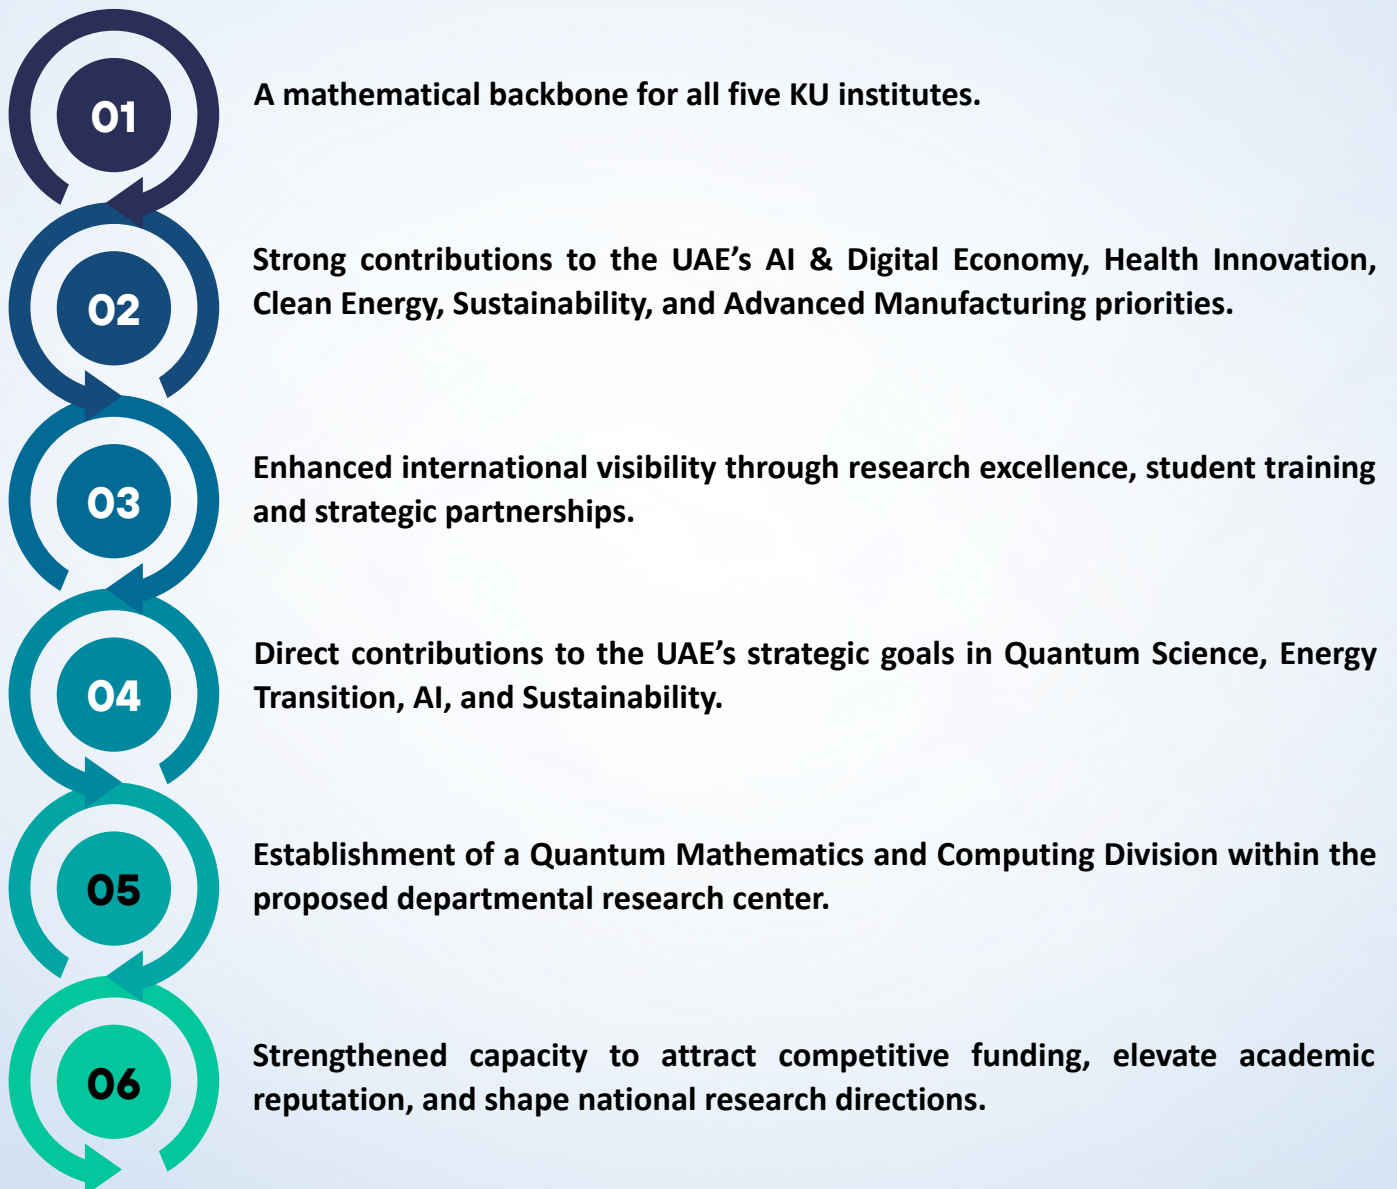 01
A mathematical backbone for all five KU institutes.
02
Strong contributions to the UAE’s AI & Digital Economy, Health Innovation,
Clean Energy, Sustainability, and Advanced Manufacturing priorities.
03
Enhanced international visibility through research excellence, student training
and strategic partnerships.
04
Direct contributions to the UAE’s strategic goals in Quantum Science, Energy
Transition, AI, and Sustainability.
05
Establishment of a Quantum Mathematics and Computing Division within the
proposed departmental research center.
06
Strengthened capacity to attract competitive funding, elevate academic
reputation, and shape national research directions.